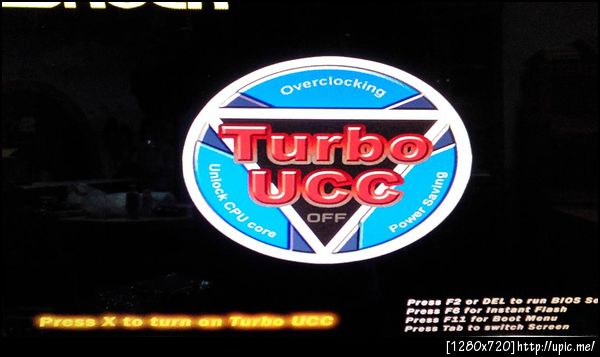 Overclocking
Turbo
UCC
OFF
Unlock CPU core
Power Saving
Press X to turn on Turbo UCC
Press F2 or DEL to run BIOS Se
Press F6 for Instant Flash
Press F11 for Boot Menu
Press Tab to switch Screen
[1280x720]http://upic.me/